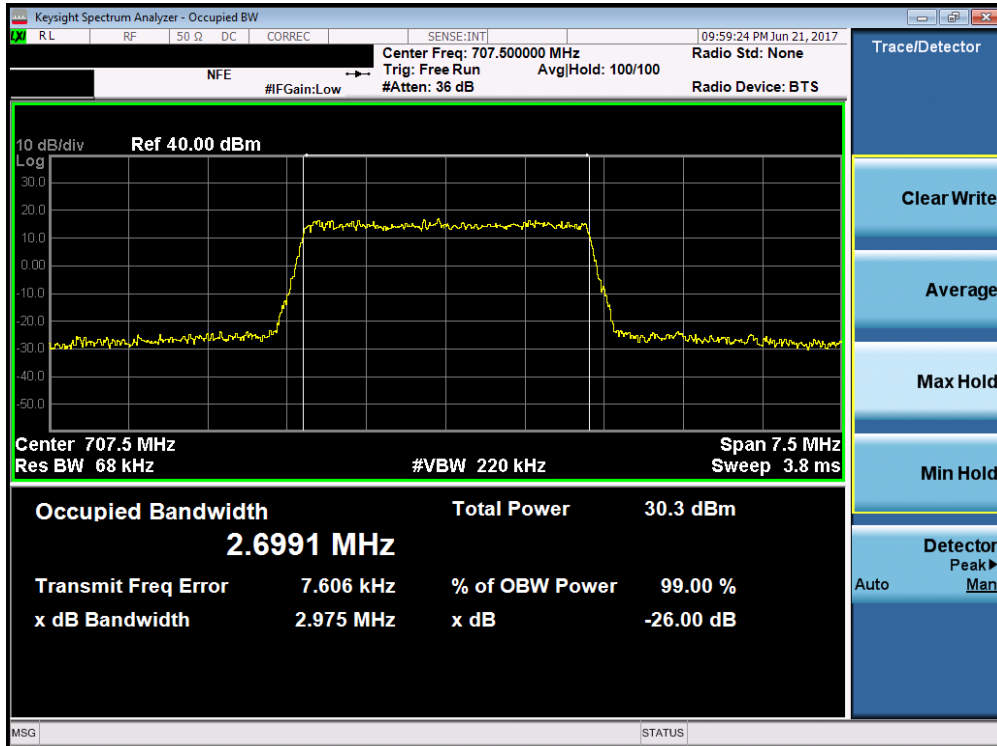 Keysight Spectrum Analyzer - Occupied BW
LXI RL RF 50 Ω DC CORREC SENSE:INT 09:59:24 PM Jun 21, 2017
Center Freq: 707.500000 MHz Radio Std: None
NFE Trig: Free Run Avg|Hold: 100/100
#IFGain:Low #Atten: 36 dB Radio Device: BTS
10 dB/div Ref 40.00 dBm
Log
30.0
20.0
10.0
0.00
-10.0
-20.0
-30.0
-40.0
-50.0
Center 707.5 MHz Span 7.5 MHz
Res BW 68 kHz #VBW 220 kHz Sweep 3.8 ms
Occupied Bandwidth Total Power 30.3 dBm
2.6991 MHz
Transmit Freq Error 7.606 kHz % of OBW Power 99.00 %
x dB Bandwidth 2.975 MHz x dB -26.00 dB
MSG STATUS
Trace/Detector
Clear Write
Average
Max Hold
Min Hold
Detector
Peak▶
Auto Man